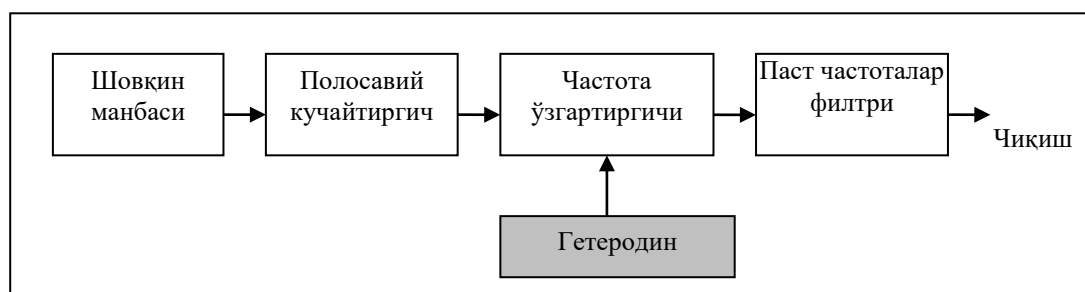 Шовқин
манбаси
Полосавий
кучайтиргич
Частота
ўзгартиргичи
Паст частоталар
филтри
Чиқиш
Гетеродин